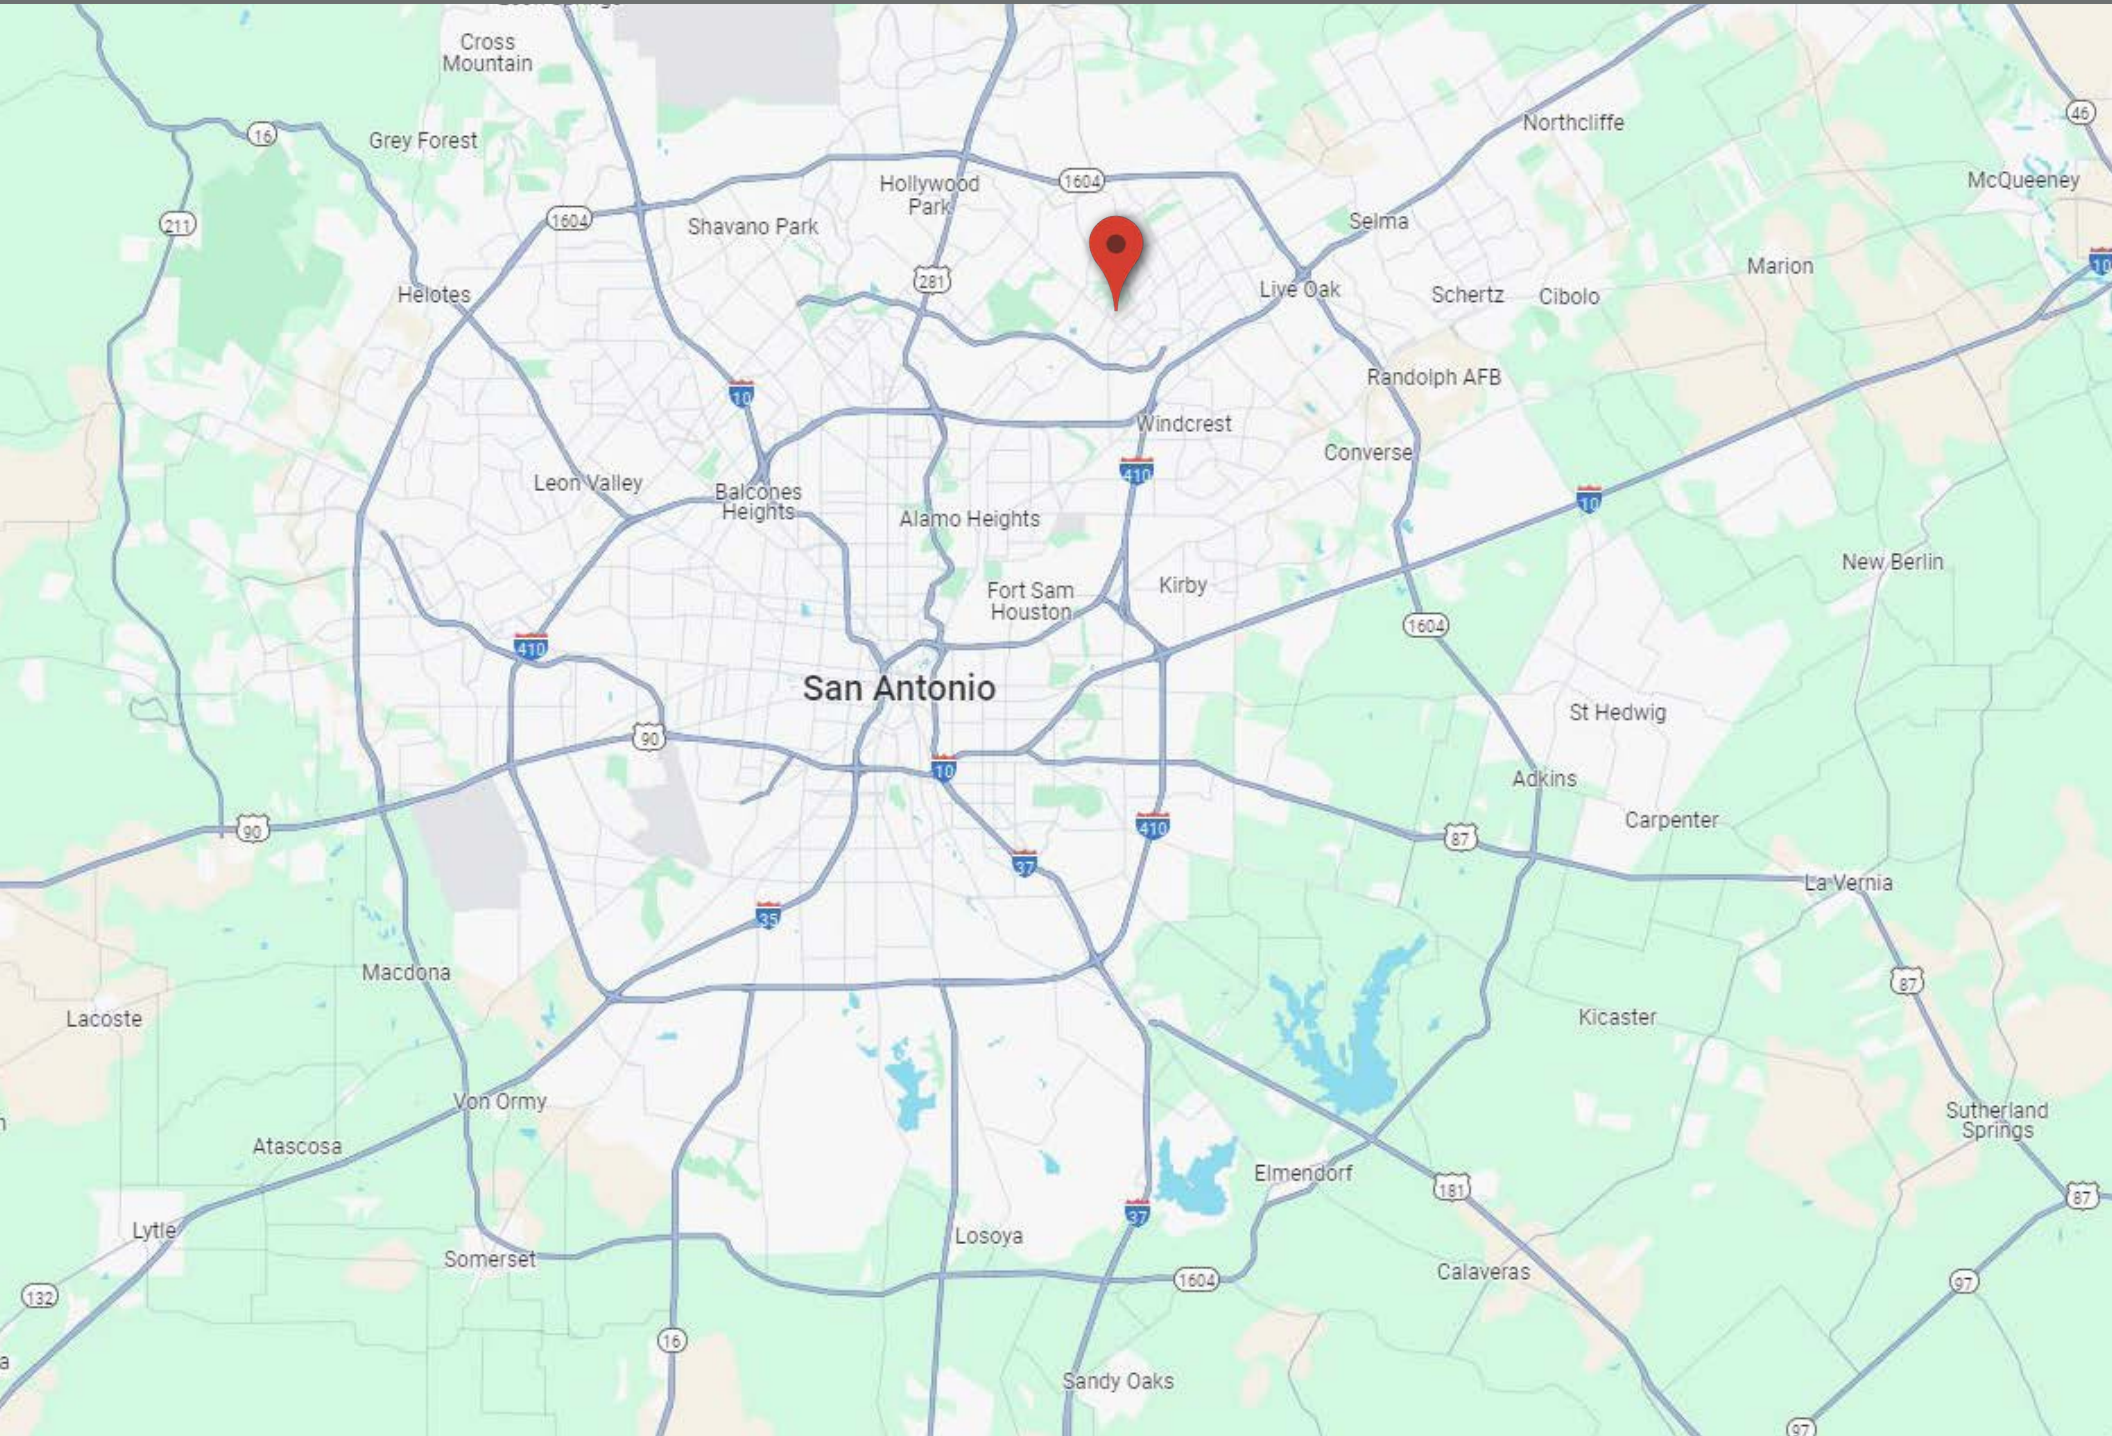 Cross
Mountain
Northcliffe
46
16
Grey Forest
McQueeney
Hollywood
Park
1604
1604
211
Shavano Park
Selma
281
Marion
10
Helotes
Live Oak
Schertz
Cibolo
Randolph AFB
10
Windcrest
Converse
410
Leon Valley
Balcones
Heights
Alamo Heights
10
New Berlin
Fort Sam
Houston
Kirby
1604
410
San Antonio
St Hedwig
90
10
Adkins
90
410
Carpenter
87
37
La Vernia
35
Macdona
87
Lacoste
Kicaster
Von Ormy
Sutherland
Springs
Atascosa
Elmendorf
181
87
37
Lytle
Losoya
Somerset
1604
Calaveras
97
132
16
Sandy Oaks
97